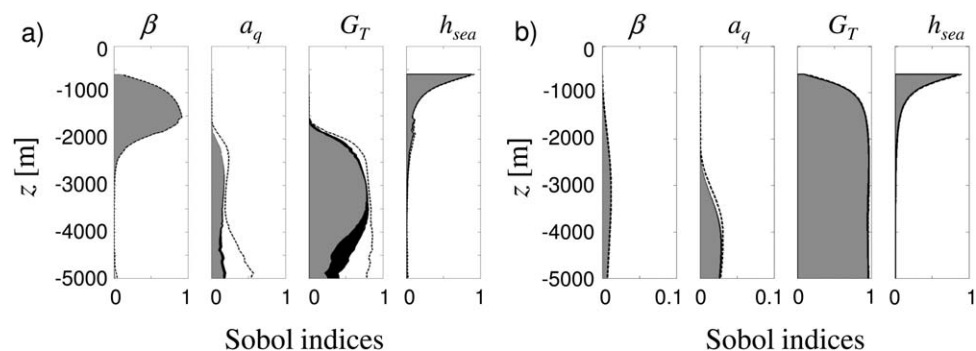 a) β a_q G_T h_sea
b) β a_q G_T h_sea
0
-1000
-2000
-3000
-4000
-5000
z [m]
0 1 0 1 0 1 0 1
Sobol indices
0
-1000
-2000
-3000
-4000
-5000
z [m]
0 0.1 0 0.1 0 1 0 1
Sobol indices